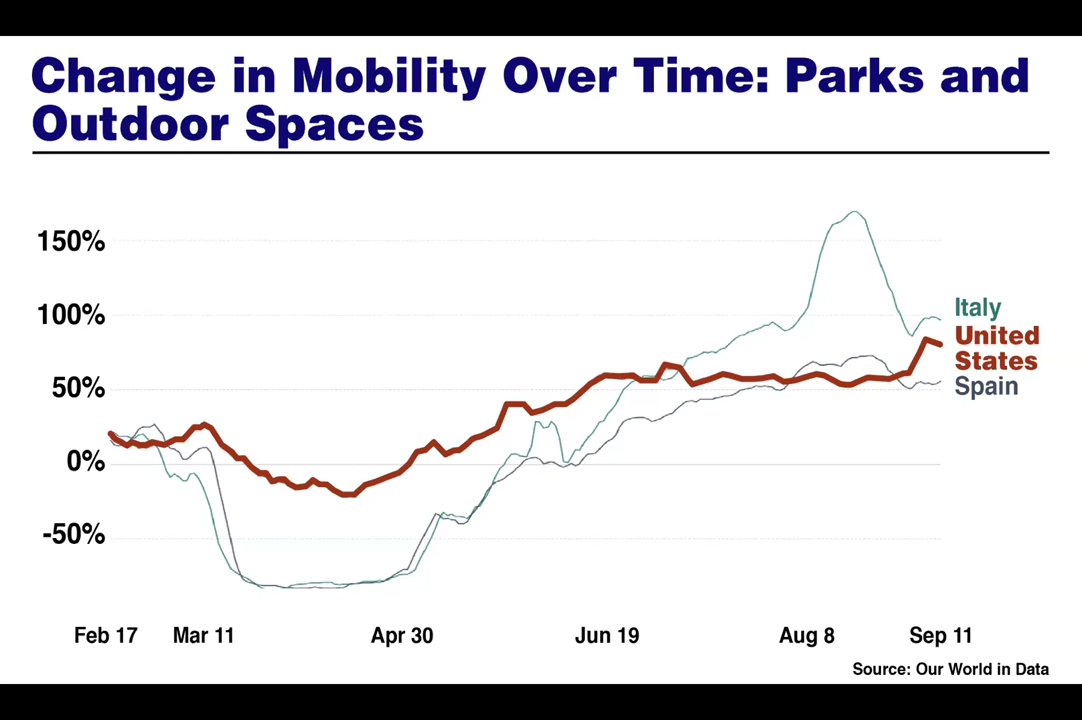 Change in Mobility Over Time: Parks and
Outdoor Spaces
150%
100%
50%
0%
-50%
Italy
United
States
Spain
Feb 17 Mar 11 Apr 30 Jun 19 Aug 8 Sep 11
Source: Our World in Data